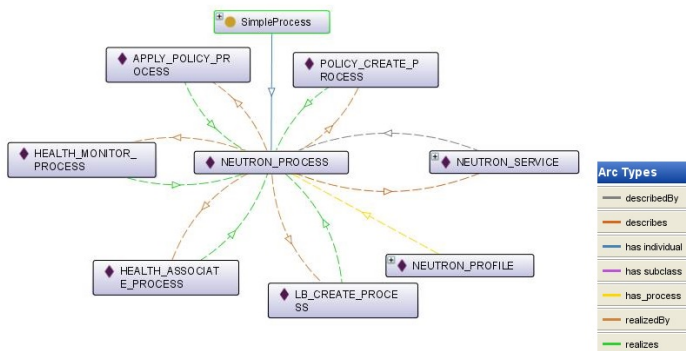 SimpleProcess
APPLY_POLICY_PR
OCESS
POLICY_CREATE_P
ROCESS
HEALTH_MONITOR_
PROCESS
NEUTRON_PROCESS
NEUTRON_SERVICE
HEALTH_ASSOCIAT
E_PROCESS
LB_CREATE_PROCE
SS
NEUTRON_PROFILE
Arc Types
describedBy
describes
has individual
has subclass
has_process
realizedBy
realizes